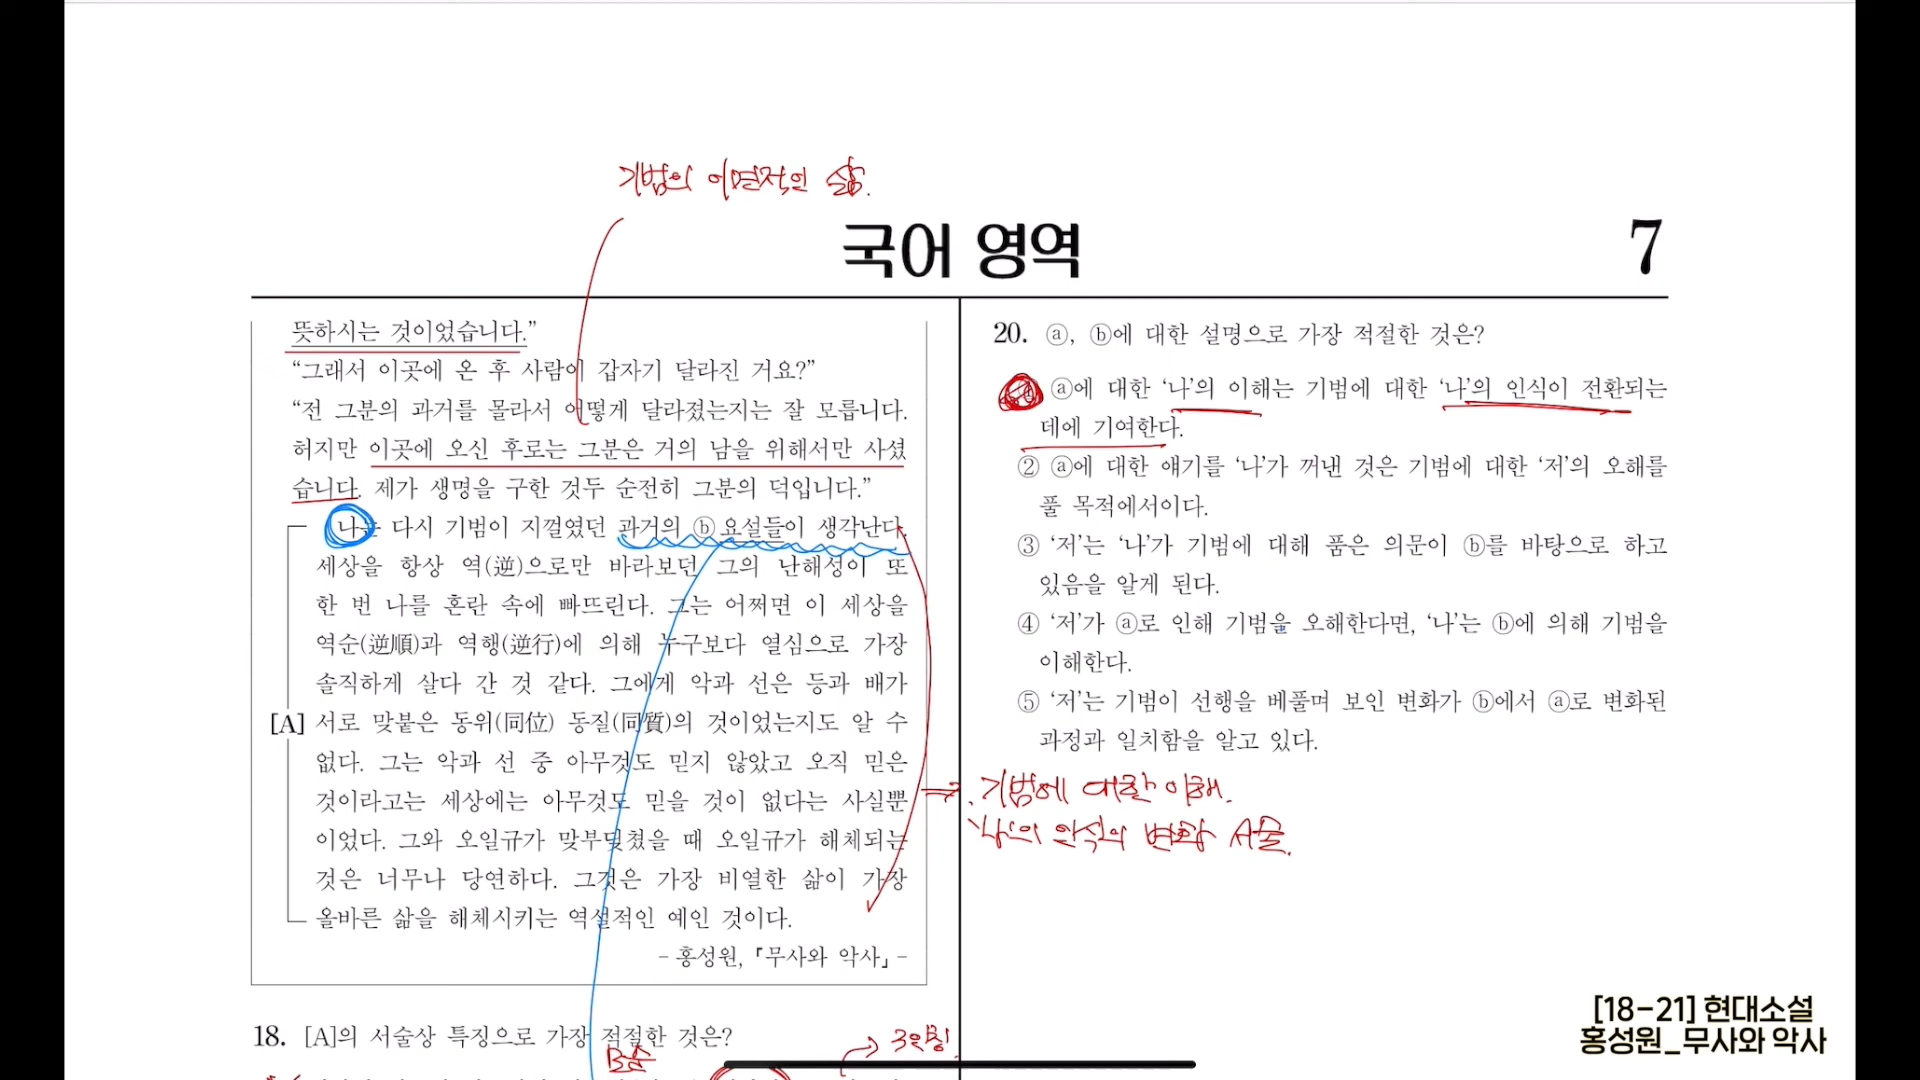 기범의 이면적인 삶.
국어 영역
7
뜻하시는 것이었습니다.”
“그래서 이곳에 온 후 사람이 갑자기 달라진 거요?”
“전 그분의 과거를 몰라서 어떻게 달라졌는지는 잘 모릅니다.
허지만 이곳에 오신 후로는 그분은 거의 남을 위해서만 사셨
습니다. 제가 생명을 구한 것두 순전히 그분의 덕입니다.”
나는 다시 기범이 지껄였던 과거의 ⓑ요설들이 생각난다.
세상을 항상 역(逆)으로만 바라보던 그의 난해성이 또
한 번 나를 혼란 속에 빠뜨린다. 그는 어쩌면 이 세상을
역순(逆順)과 역행(逆行)에 의해 누구보다 열심으로 가장
솔직하게 살다 간 것 같다. 그에게 악과 선은 등과 배가
[A] 서로 맞붙은 동위(同位) 동질(同質)의 것이었는지도 알 수
없다. 그는 악과 선 중 아무것도 믿지 않았고 오직 믿은
것이라고는 세상에는 아무것도 믿을 것이 없다는 사실뿐
이었다. 그와 오일규가 맞부딪쳤을 때 오일규가 해체되는
것은 너무나 당연하다. 그것은 가장 비열한 삶이 가장
올바른 삶을 해체시키는 역설적인 예인 것이다.
- 홍성원, 「무사와 악사」 -
18. [A]의 서술상 특징으로 가장 적절한 것은?
20. ⓐ, ⓑ에 대한 설명으로 가장 적절한 것은?
ⓐ에 대한 ‘나’의 이해는 기범에 대한 ‘나’의 인식이 전환되는
데에 기여한다.
② ⓐ에 대한 얘기를 ‘나’가 꺼낸 것은 기범에 대한 ‘저’의 오해를
풀 목적에서이다.
③ ‘저’는 ‘나’가 기범에 대해 품은 의문이 ⓑ를 바탕으로 하고
있음을 알게 된다.
④ ‘저’가 ⓐ로 인해 기범을 오해한다면, ‘나’는 ⓑ에 의해 기범을
이해한다.
⑤ ‘저’는 기범이 선행을 베풀며 보인 변화가 ⓑ에서 ⓐ로 변화된
과정과 일치함을 알고 있다.
기범에 대한 이해.
'나'의 인식의 변화 서술.
[18-21] 현대소설
홍성원_무사와 악사